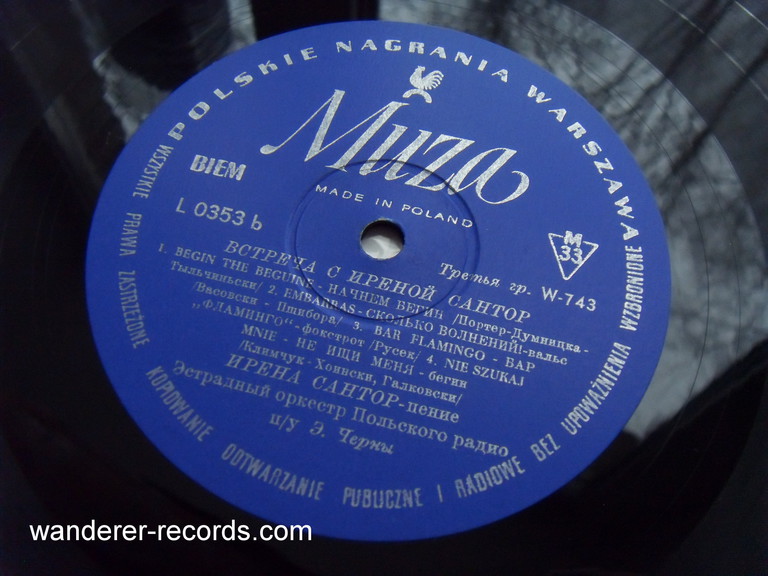 POLSKIE NAGRANIA WARSZAWA
Muza
MADE IN POLAND
BIEM
L 0353 b
M
33
Третья гр. W-743
ВСТРЕЧА С ИРЕНОЙ САНТОР
1. BEGIN THE BEGUINE - НАЧНЕМ БЕГИН /Портер-Думницка-
Тыльчиньски/ 2. EMBARRAS - СКОЛЬКО ВОЛНЕНИЙ!-вальс
/Васовски - Пшибора/ 3. BAR FLAMINGO - БАР
„ФЛАМИНГО“-фокстрот /Русек/ 4. NIE SZUKAJ
MNIE - НЕ ИЩИ МЕНЯ - бегин
/Климчук-Хоински, Галковски/
ИРЕНА САНТОР-пение
Эстрадный оркестр Польского радио
п/у Э. Черны
WSZYSTKIE PRAWA ZASTRZEŻONE KOPIOWANIE ODTWARZANIE PUBLICZNE I RADIOWE BEZ UPOWAŻNIENIA WZBRONIONE
wanderer-records.com